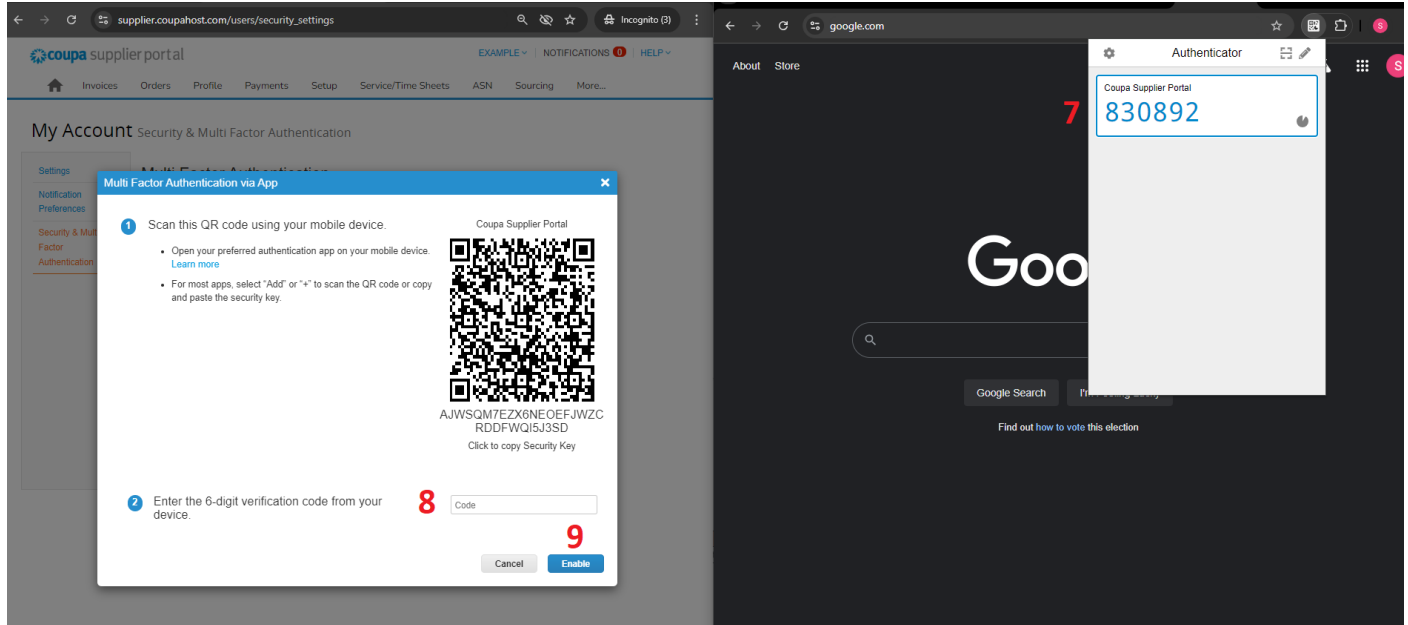 supplier.coupahost.com/users/security_settings
Incognito (3)
coupa supplier portal
EXAMPLE
NOTIFICATIONS 0
HELP
Invoices Orders Profile Payments Setup Service/Time Sheets ASN Sourcing More...
My Account Security & Multi Factor Authentication
Settings
Notification
Preferences
Security & Mult
Factor
Authentication
Multi Factor Authentication
Multi Factor Authentication via App
1 Scan this QR code using your mobile device.
• Open your preferred authentication app on your mobile device.
Learn more
• For most apps, select "Add" or "+" to scan the QR code or copy
and paste the security key.
Coupa Supplier Portal
AJWSQM7EZX6NEOEFJWZC
RDDFWQI5J3SD
Click to copy Security Key
2 Enter the 6-digit verification code from your
device.
8
Code
9
Cancel
Enable
google.com
S
About Store
S
Authenticator
7
Coupa Supplier Portal
830892
Goo
Google Search
Find out how to vote this election